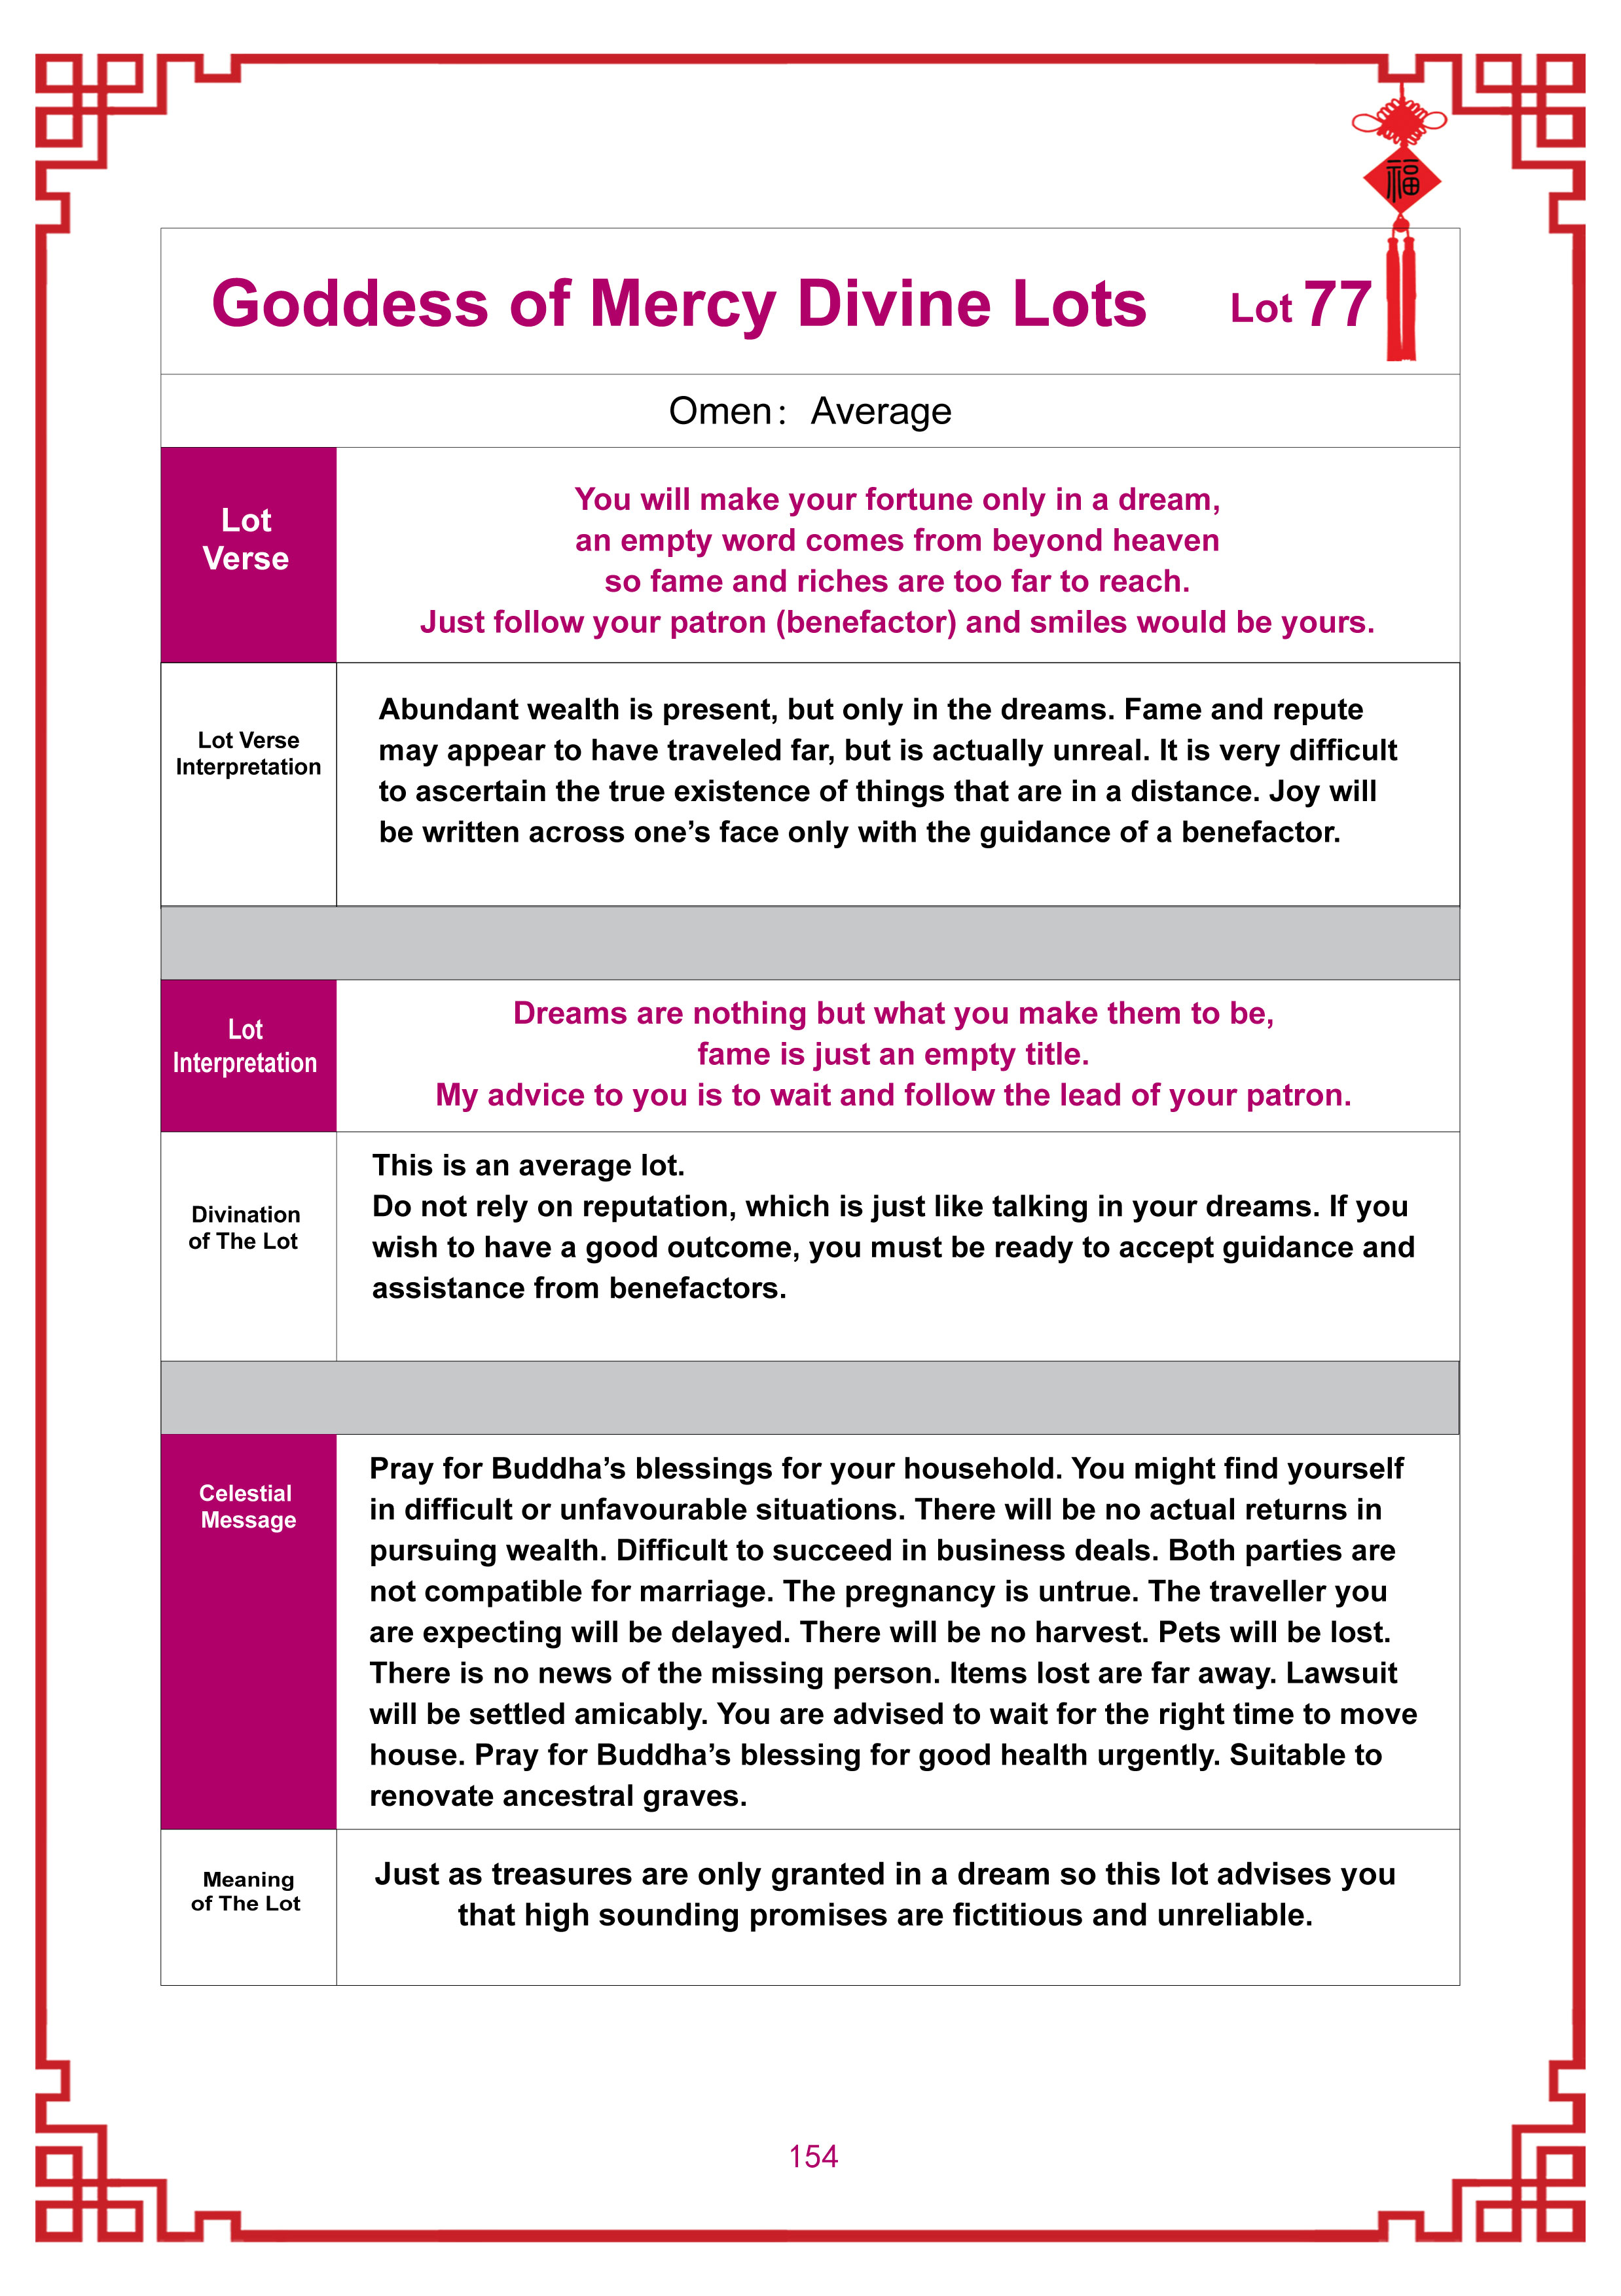 福
Goddess of Mercy Divine Lots Lot 77
Omen： Average
Lot
Verse
You will make your fortune only in a dream,
an empty word comes from beyond heaven
so fame and riches are too far to reach.
Just follow your patron (benefactor) and smiles would be yours.
Lot Verse
Interpretation
Abundant wealth is present, but only in the dreams. Fame and repute
may appear to have traveled far, but is actually unreal. It is very difficult
to ascertain the true existence of things that are in a distance. Joy will
be written across one’s face only with the guidance of a benefactor.
Lot
Interpretation
Dreams are nothing but what you make them to be,
fame is just an empty title.
My advice to you is to wait and follow the lead of your patron.
Divination
of The Lot
This is an average lot.
Do not rely on reputation, which is just like talking in your dreams. If you
wish to have a good outcome, you must be ready to accept guidance and
assistance from benefactors.
Celestial
Message
Pray for Buddha’s blessings for your household. You might find yourself
in difficult or unfavourable situations. There will be no actual returns in
pursuing wealth. Difficult to succeed in business deals. Both parties are
not compatible for marriage. The pregnancy is untrue. The traveller you
are expecting will be delayed. There will be no harvest. Pets will be lost.
There is no news of the missing person. Items lost are far away. Lawsuit
will be settled amicably. You are advised to wait for the right time to move
house. Pray for Buddha’s blessing for good health urgently. Suitable to
renovate ancestral graves.
Meaning
of The Lot
Just as treasures are only granted in a dream so this lot advises you
that high sounding promises are fictitious and unreliable.
154